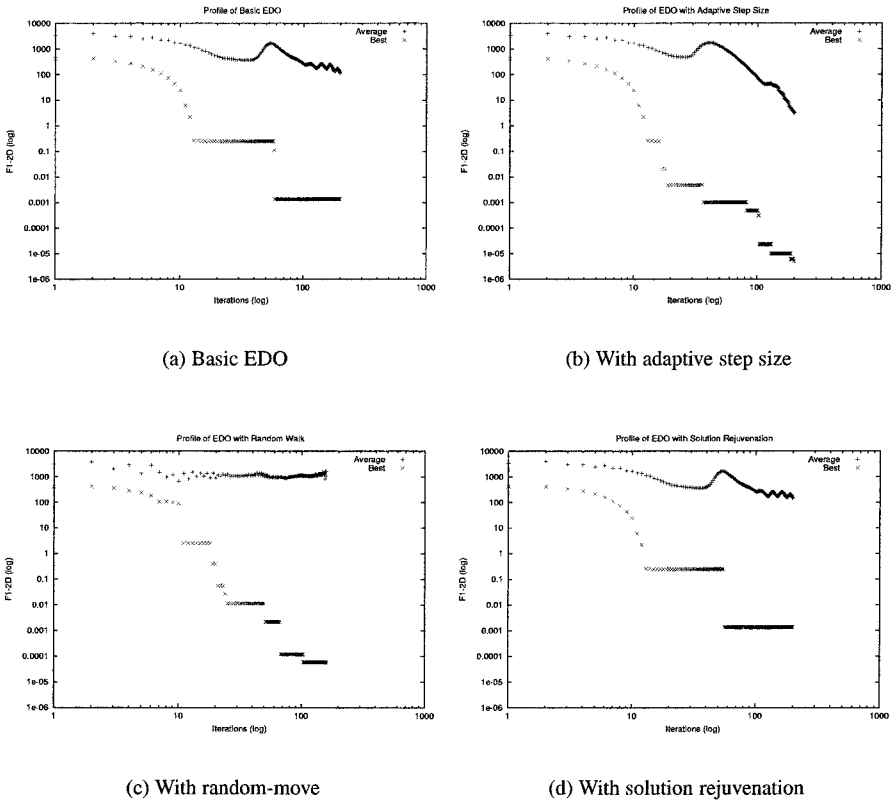 Profile of Basic EDO
Average +
Best ×
10000
1000
100
10
1
0.1
0.01
0.001
0.0001
1e-05
1e-06
F1-2D (log)
1 10 100 1000
Iterations (log)
(a) Basic EDO
Profile of EDO with Adaptive Step Size
Average +
Best ×
10000
1000
100
10
1
0.1
0.01
0.001
0.0001
1e-05
1e-06
F1-2D (log)
1 10 100 1000
Iterations (log)
(b) With adaptive step size
Profile of EDO with Random Walk
Average +
Best ×
10000
1000
100
10
1
0.1
0.01
0.001
0.0001
1e-05
1e-06
F1-2D (log)
1 10 100 1000
Iterations (log)
(c) With random-move
Profile of EDO with Solution Rejuvenation
Average +
Best ×
10000
1000
100
10
1
0.1
0.01
0.001
0.0001
1e-05
1e-06
F1-2D (log)
1 10 100 1000
Iterations (log)
(d) With solution rejuvenation